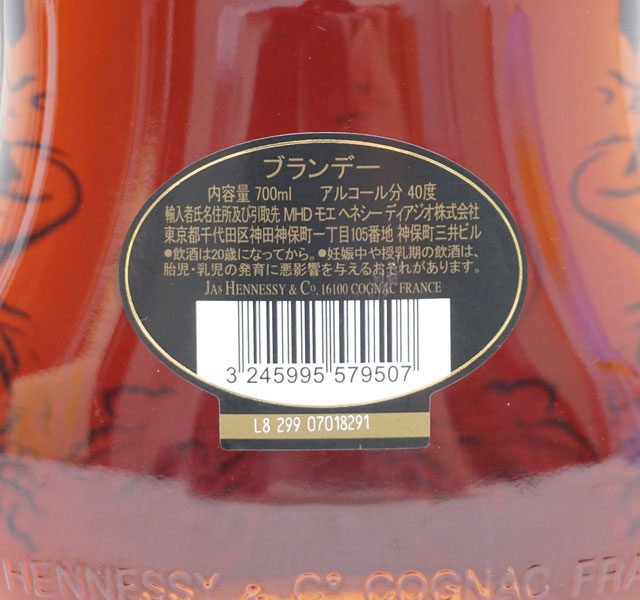 ブランデー
内容量 700ml アルコール分 40度
輸入者氏名住所及び引取先 MHD モエ ヘネシー ディアジオ株式会社
東京都千代田区神田神保町一丁目105番地 神保町三井ビル
●飲酒は20歳になってから。●妊娠中や授乳期の飲酒は、
胎児・乳児の発育に悪影響を与えるおそれがあります。
JAS HENNESSY & CO, 16100 COGNAC FRANCE
3 245995 579507
L8 299 07018291
HENNESSY & Cº COGNAC FRA